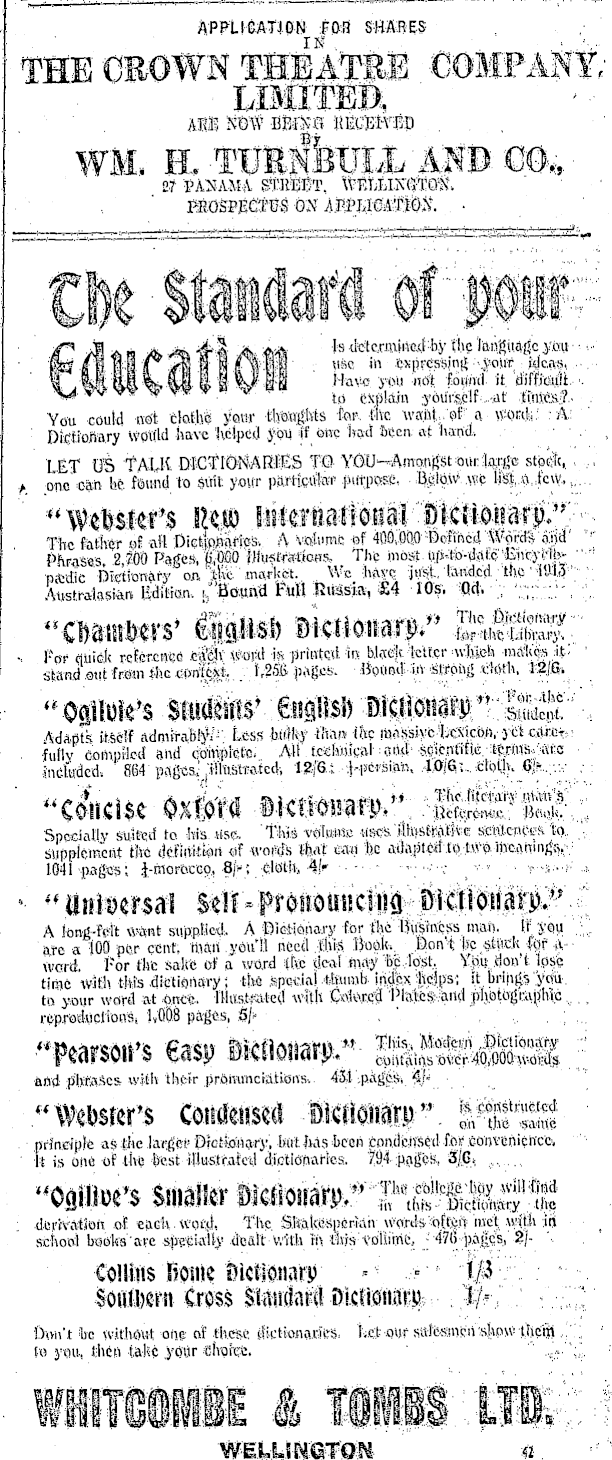 APPLICATION FOR SHARES
IN
THE CROWN THEATRE COMPANY,
LIMITED,
ARE NOW BEING RECEIVED
By
WM. H. TURNBULL AND CO.,
27 PANAMA STREET, WELLINGTON.
PROSPECTUS ON APPLICATION.
The Standard of your
Education
Is determined by the language you
use in expressing your ideas.
Have you not found it difficult
to explain yourself at times?
You could not clothe your thoughts for the want of a word. A
Dictionary would have helped you if one had been at hand.
LET US TALK DICTIONARIES TO YOU—Amongst our large stock,
one can be found to suit your particular purpose. Below we list a few.
"Webster's New International Dictionary."
The father of all Dictionaries. A volume of 400,000 Defined Words and
Phrases, 2,700 Pages, 6,000 Illustrations. The most up-to-date Encyclo-
pædic Dictionary on the market. We have just landed the 1913
Australasian Edition. Bound Full Russia, £4 10s. 0d.
"Chambers' English Dictionary." The Dictionary
for the Library.
For quick reference each word is printed in black letter which makes it
stand out from the context. 1,256 pages. Bound in strong cloth, 12/6.
"Ogilvie's Students' English Dictionary" For the
Student.
Adapts itself admirably. Less bulky than the massive Lexicon, yet care-
fully compiled and complete. All technical and scientific terms are
included. 864 pages, illustrated, 12/6; ½-persian, 10/6; cloth, 6/-
"Concise Oxford Dictionary." The literary man's
Reference Book.
Specially suited to his use. This volume uses illustrative sentences to
supplement the definition of words that can be adapted to two meanings.
1041 pages; ½-morocco, 8/-; cloth, 4/-
"Universal Self-Pronouncing Dictionary."
A long-felt want supplied. A Dictionary for the Business man. If you
are a 100 per cent. man you'll need this Book. Don't be stuck for a
word. For the sake of a word the deal may be lost. You don't lose
time with this dictionary; the special thumb index helps; it brings you
to your word at once. Illustrated with Colored Plates and photographic
reproductions, 1,008 pages, 5/-
"Pearson's Easy Dictionary." This Modern Dictionary
contains over 40,000 words
and phrases with their pronunciations. 431 pages, 4/-
"Webster's Condensed Dictionary" is constructed
on the same
principle as the larger Dictionary, but has been condensed for convenience.
It is one of the best illustrated dictionaries. 794 pages, 3/6.
"Ogilive's Smaller Dictionary." The college boy will find
in this Dictionary the
derivation of each word. The Shakesperian words often met with in
school books are specially dealt with in this volume, 476 pages, 2/-
Collins Home Dictionary - - 1/3
Southern Cross Standard Dictionary 1/-
Don't be without one of these dictionaries. Let our salesmen show them
to you, then take your choice.
WHITCOMBE & TOMBS LTD.
WELLINGTON 42